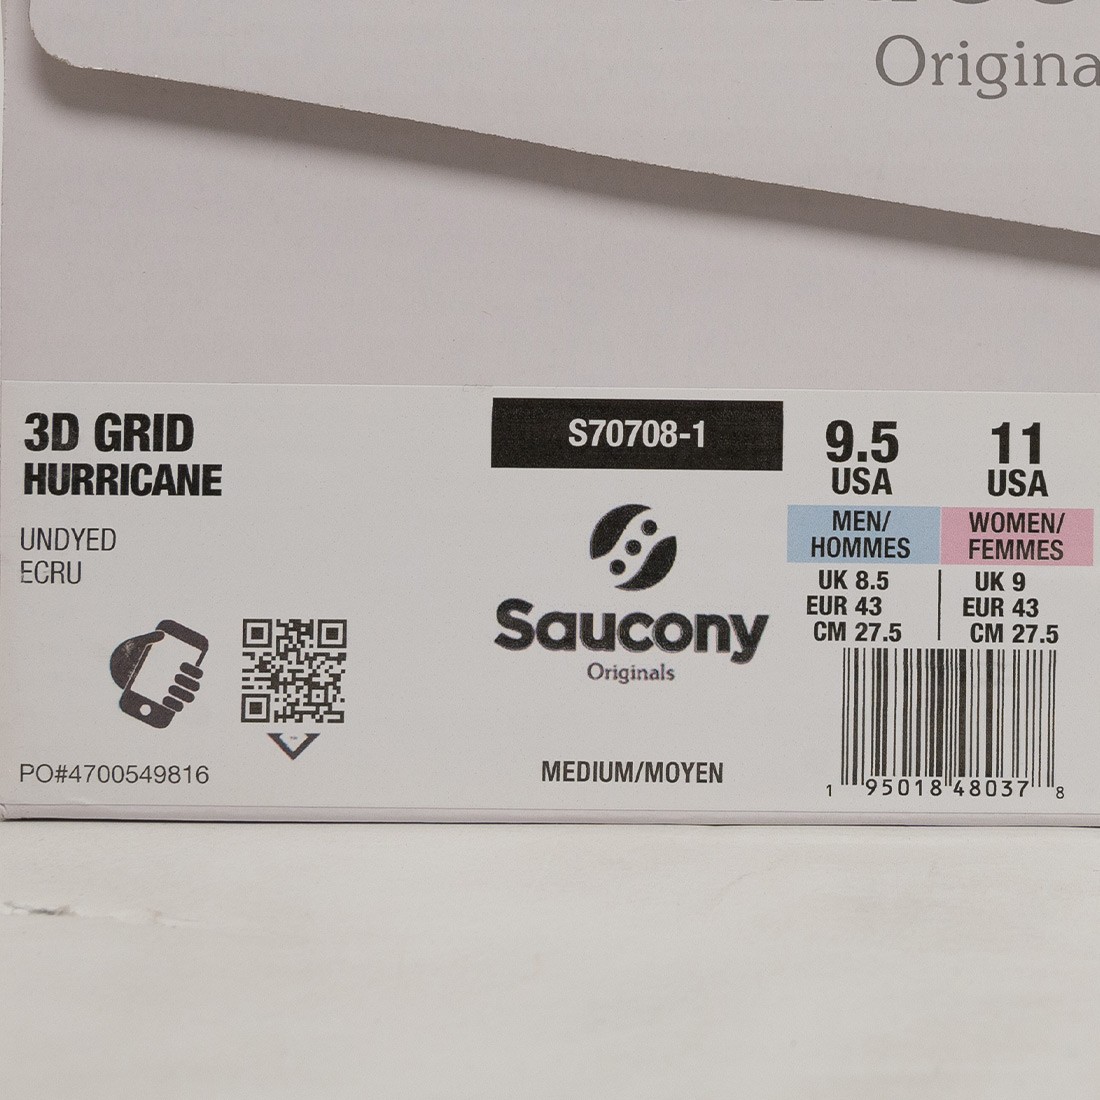 Origina
3D GRID
HURRICANE
UNDYED
ECRU
PO#4700549816
S70708-1
Saucony
Originals
MEDIUM/MOYEN
9.5 11
USA USA
MEN/ WOMEN/
HOMMES FEMMES
UK 8.5 UK 9
EUR 43 EUR 43
CM 27.5 CM 27.5
1 95018 48037 8